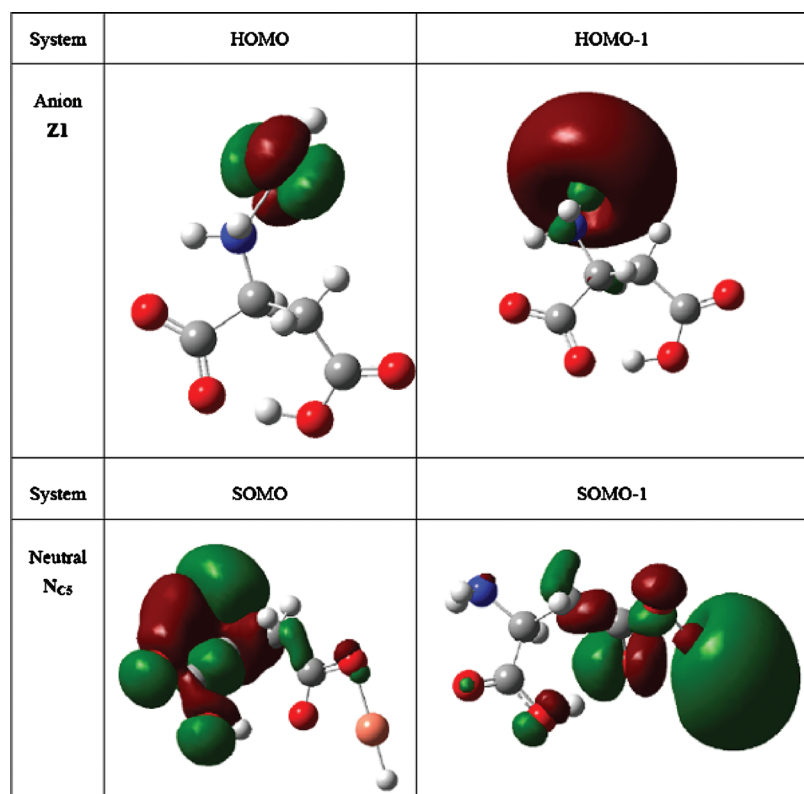 System HOMO HOMO-1
Anion
Z1
System SOMO SOMO-1
Neutral
NC5